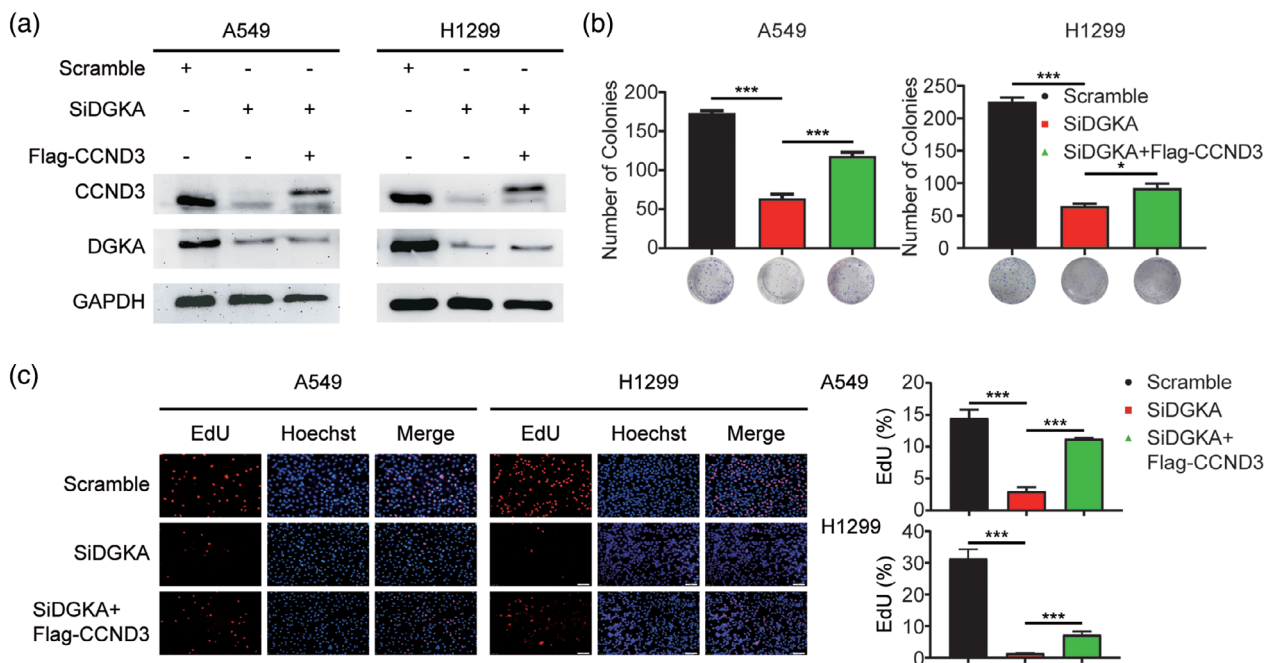 (a)
A549 H1299
Scramble + - - + - -
SiDGKA - + + - + +
Flag-CCND3 - - + - - +
CCND3
DGKA
GAPDH
(b)
A549
Number of Colonies
200
150
100
50
0
***
***
H1299
Number of Colonies
250
200
150
100
50
0
***
*
Scramble
SiDGKA
SiDGKA+Flag-CCND3
(c)
A549 H1299
EdU Hoechst Merge EdU Hoechst Merge
Scramble
SiDGKA
SiDGKA+
Flag-CCND3
A549
EdU (%)
20
15
10
5
0
***
***
Scramble
SiDGKA
SiDGKA+
Flag-CCND3
H1299
EdU (%)
40
30
20
10
0
***
***